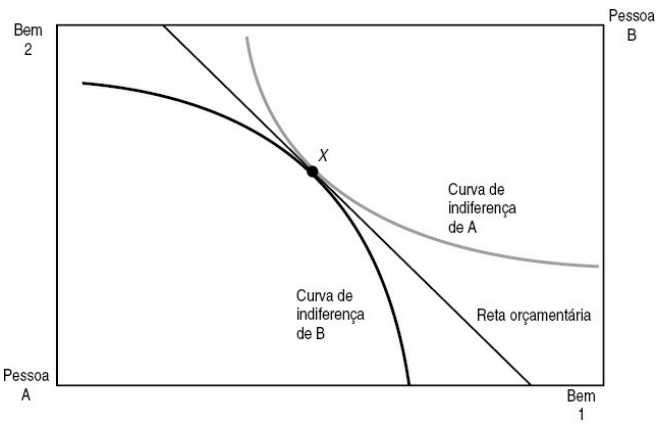 Bem
2
Pessoa
B
X
Curva de
indiferença
de A
Curva de
indiferença
de B
Reta orçamentária
Pessoa
A
Bem
1